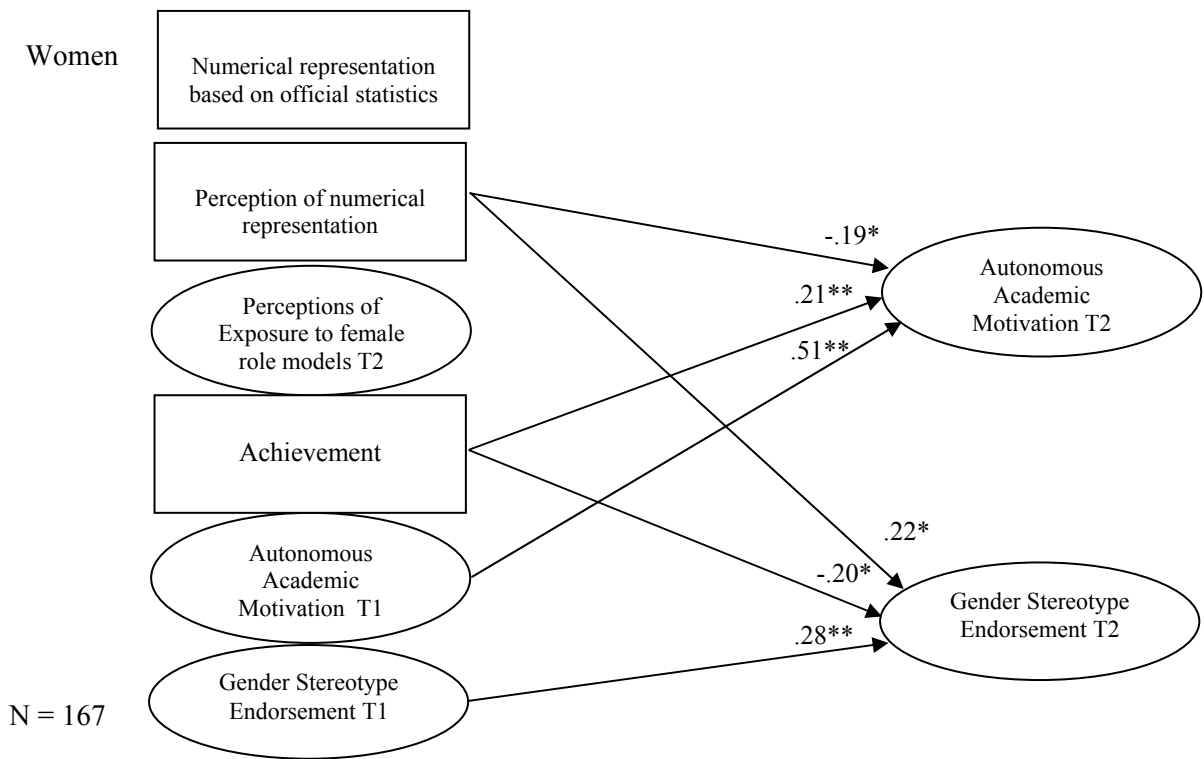 Women
Numerical representation
based on official statistics
Perception of numerical
representation
-.19*
Autonomous
Academic
Motivation T2
.21**
Perceptions of
Exposure to female
role models T2
.51**
Achievement
.22*
Autonomous
Academic
Motivation T1
-.20*
Gender Stereotype
Endorsement T2
.28**
Gender Stereotype
Endorsement T1
N = 167